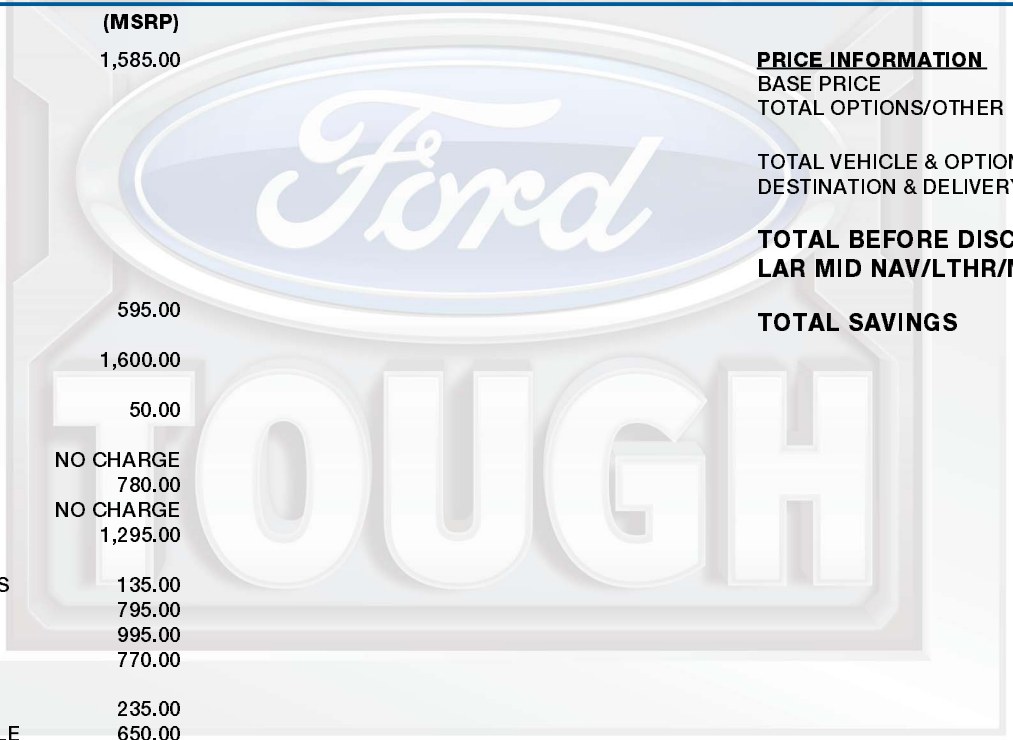 (MSRP)
1,585.00
595.00
1,600.00
50.00
NO CHARGE
780.00
NO CHARGE
1,295.00
S 135.00
795.00
995.00
770.00
235.00
LE 650.00
PRICE INFORMATION
BASE PRICE
TOTAL OPTIONS/OTHER
TOTAL VEHICLE & OPTION
DESTINATION & DELIVERY
TOTAL BEFORE DISC
LAR MID NAV/LTHR/
TOTAL SAVINGS
Ford
TOUGH